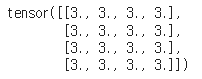 tensor([[3., 3., 3., 3.],
        [3., 3., 3., 3.],
        [3., 3., 3., 3.],
        [3., 3., 3., 3.]])